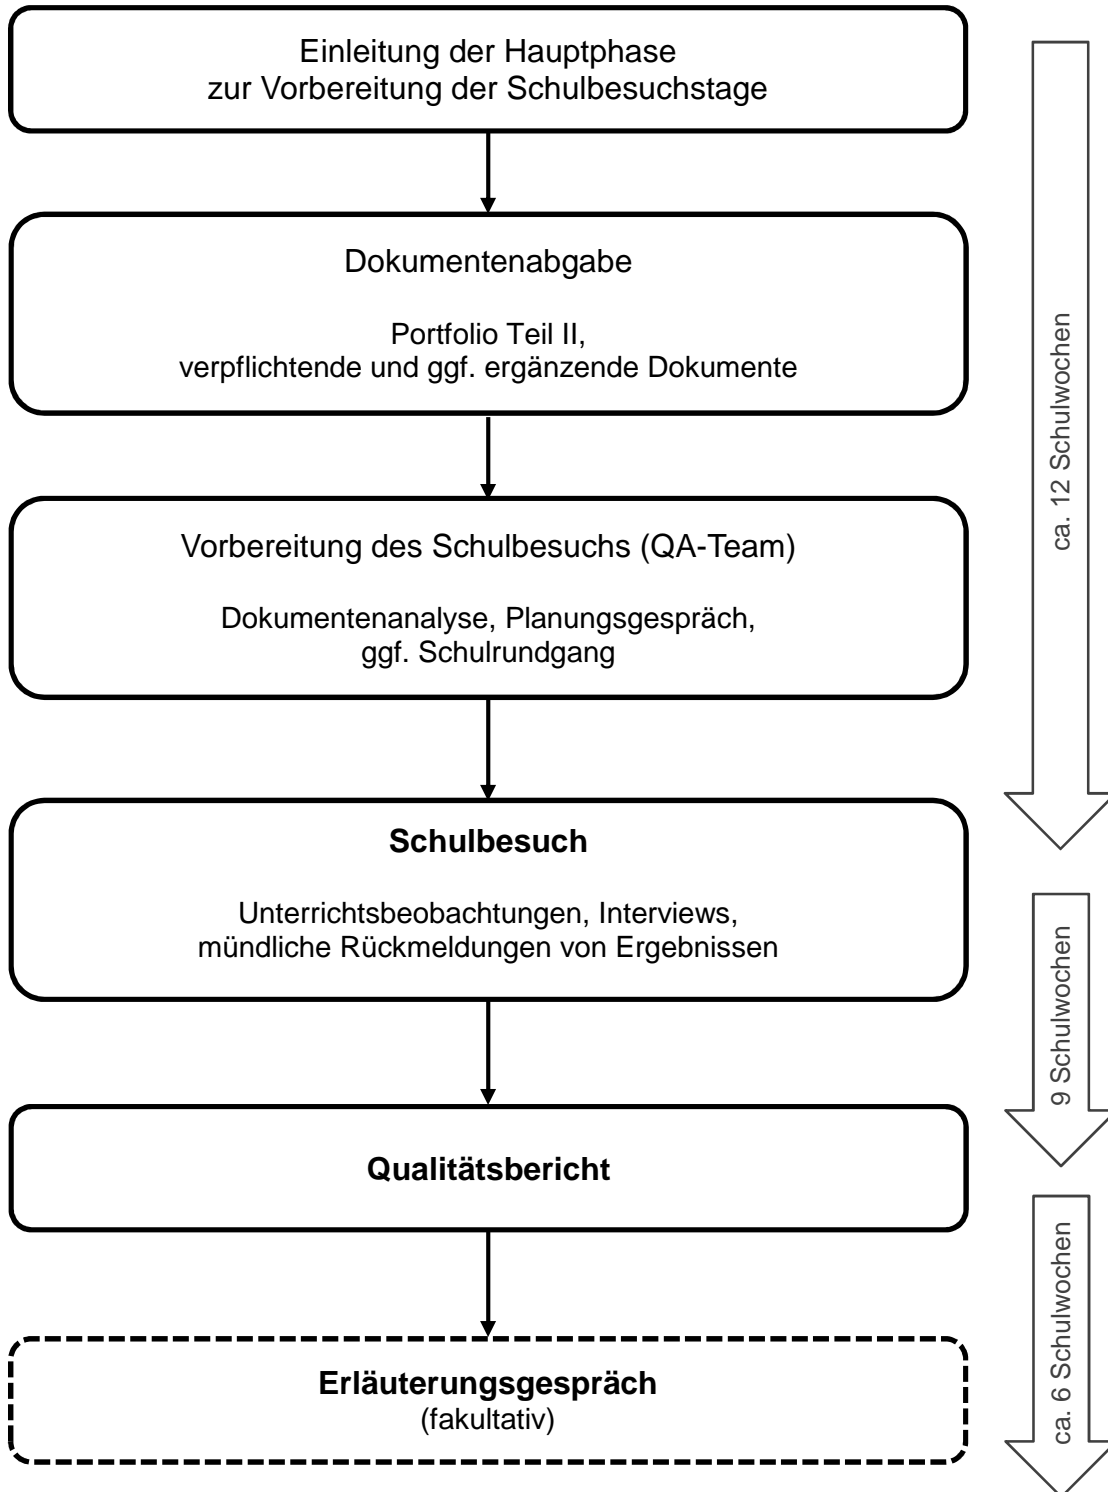 Einleitung der Hauptphase
zur Vorbereitung der Schulbesuchstage
Dokumentenabgabe
Portfolio Teil II,
verpflichtende und ggf. ergänzende Dokumente
Vorbereitung des Schulbesuchs (QA-Team)
Dokumentenanalyse, Planungsgespräch,
ggf. Schulrundgang
ca. 12 Schulwochen
Schulbesuch
Unterrichtsbeobachtungen, Interviews,
mündliche Rückmeldungen von Ergebnissen
9 Schulwochen
Qualitätsbericht
Erläuterungsgespräch
(fakultativ)
ca. 6 Schulwochen